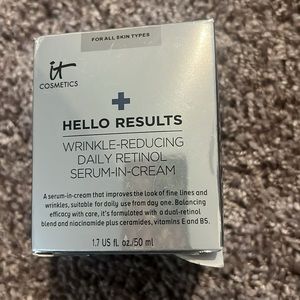 FOR ALL SKIN TYPES
it
COSMETICS
HELLO RESULTS
WRINKLE-REDUCING
DAILY RETINOL
SERUM-IN-CREAM
A serum-in-cream that improves the look of fine lines and
wrinkles, suitable for daily use from day one. Balancing
efficacy with care, it's formulated with a dual-retinol
blend and niacinamide plus ceramides, vitamins E and B5.
1.7 US fl. oz./50 ml